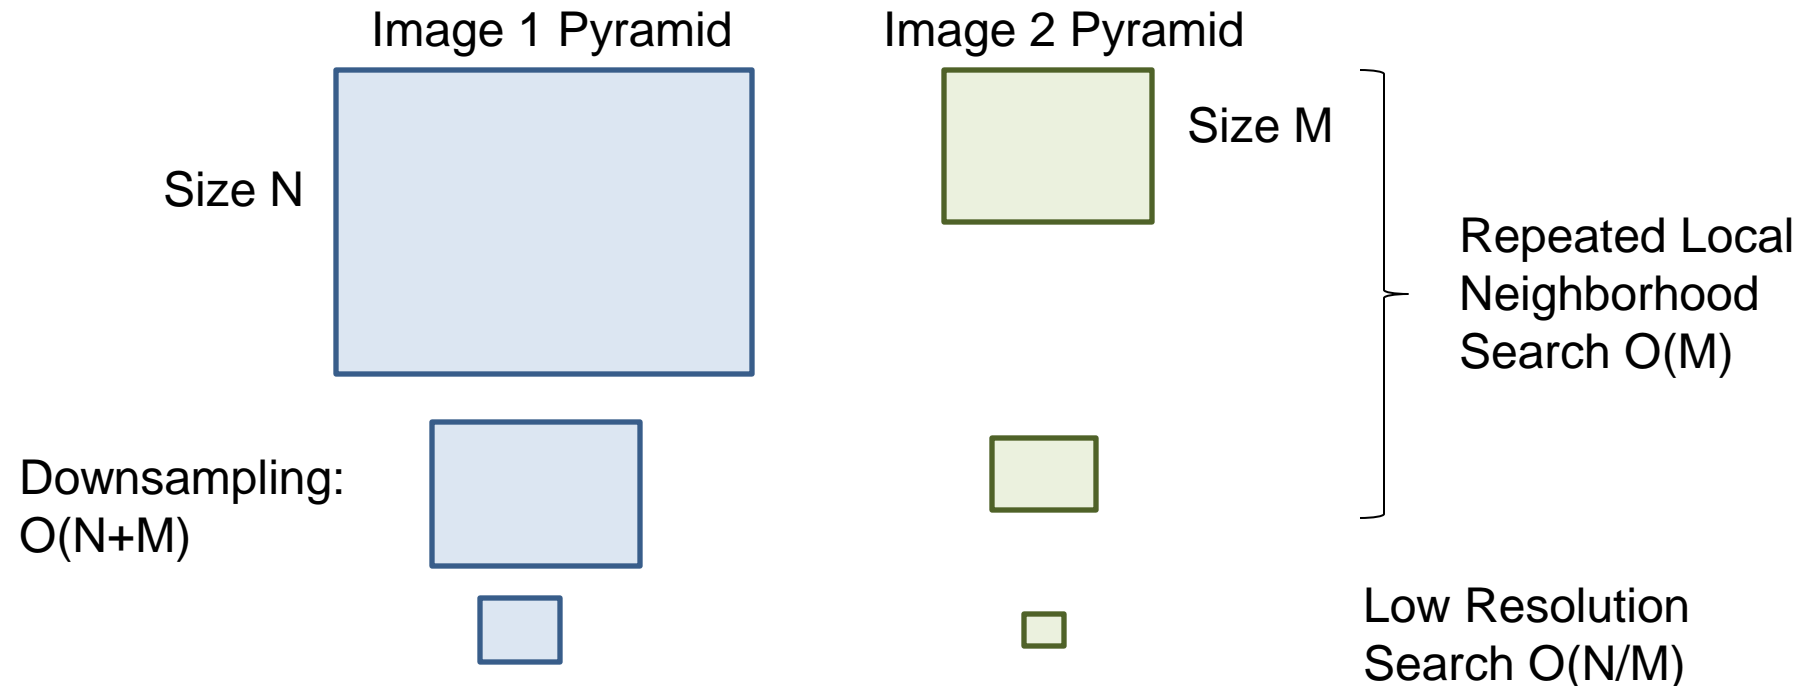 Image 1 Pyramid
Image 2 Pyramid
Size N
Size M
Repeated Local
Neighborhood
Search O(M)
Downsampling:
O(N+M)
Low Resolution
Search O(N/M)